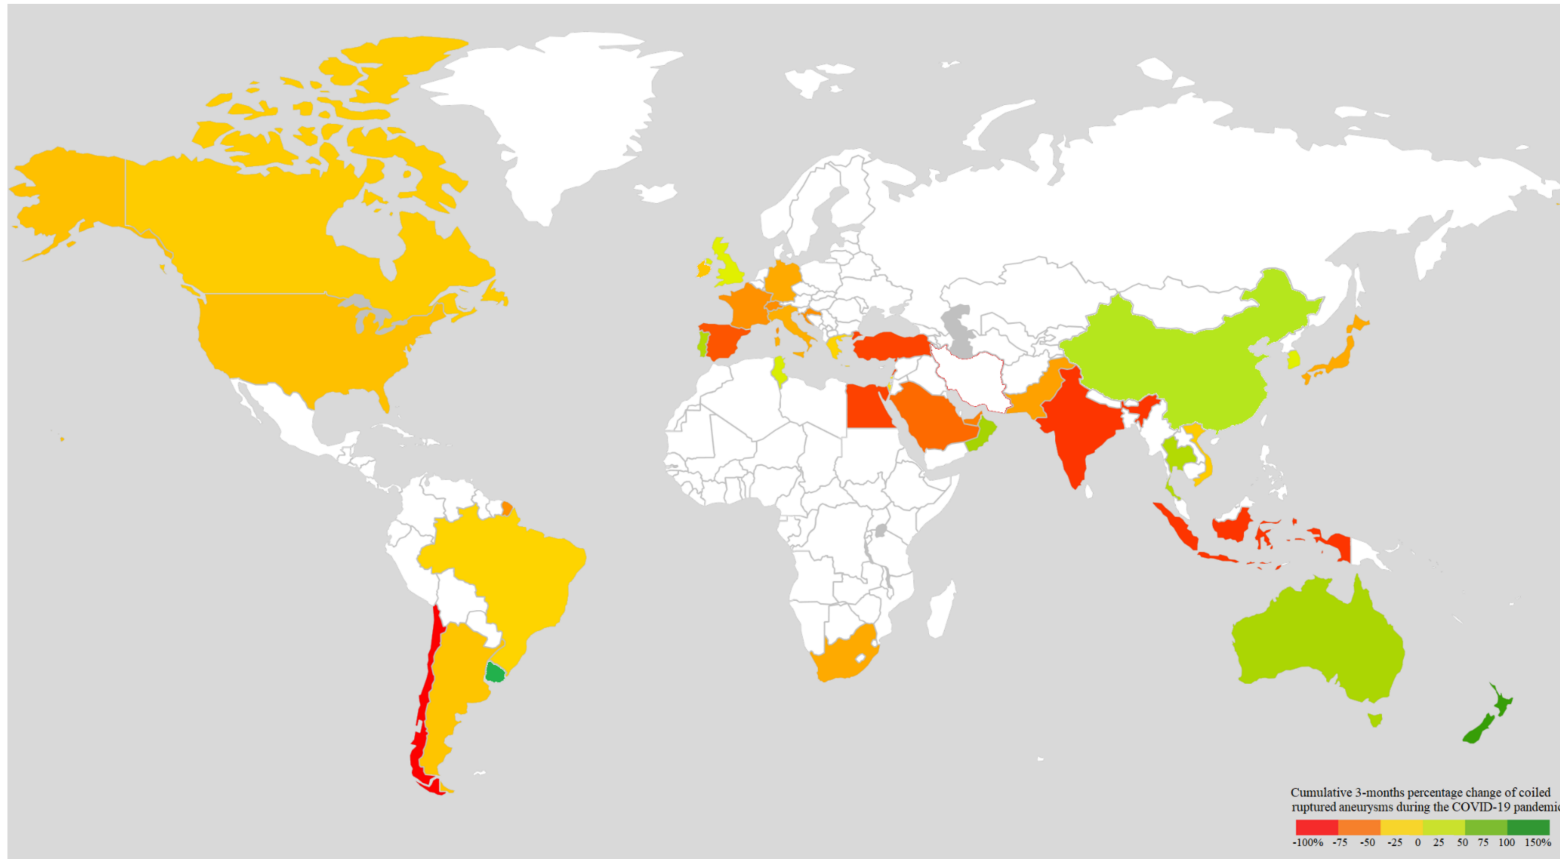 Cumulative 3-months percentage change of coiled
ruptured aneurysms during the COVID-19 pandemic
-100% -75 -50 -25 0 25 50 75 100 150%